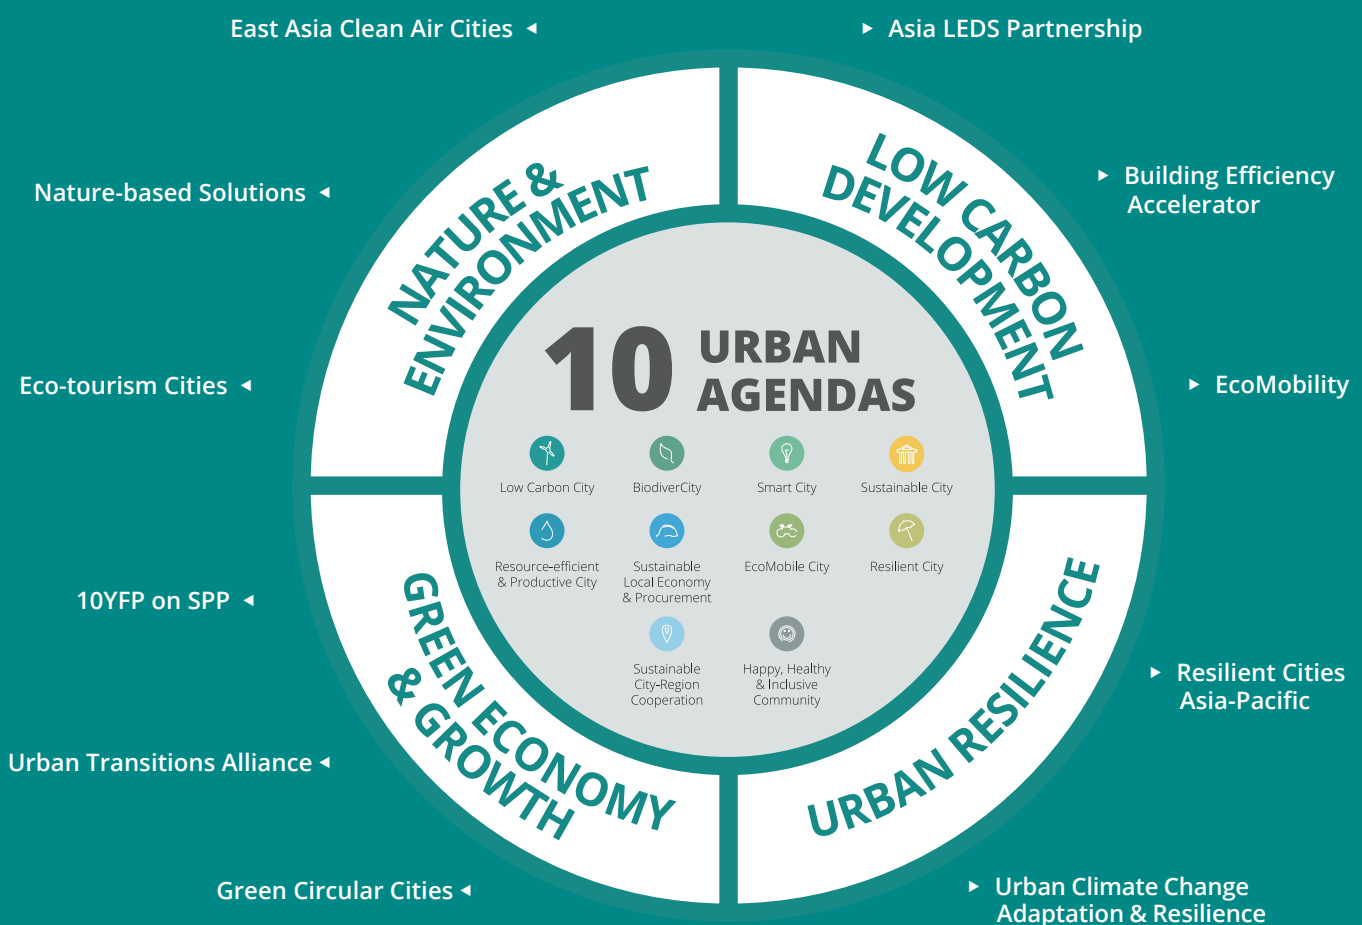 East Asia Clean Air Cities
Asia LEDS Partnership
Nature-based Solutions
Building Efficiency
Accelerator
Eco-tourism Cities
EcoMobility
NATURE &
ENVIRONMENT
LOW CARBON
DEVELOPMENT
10 URBAN
AGENDAS
Low Carbon City
BiodiverCity
Smart City
Sustainable City
Resource-efficient
& Productive City
Sustainable
Local Economy
& Procurement
EcoMobile City
Resilient City
Sustainable
City-Region
Cooperation
Happy, Healthy
& Inclusive
Community
10YFP on SPP
Urban Transitions Alliance
Green Circular Cities
GREEN ECONOMY
& GROWTH
URBAN RESILIENCE
Resilient Cities
Asia-Pacific
Urban Climate Change
Adaptation & Resilience